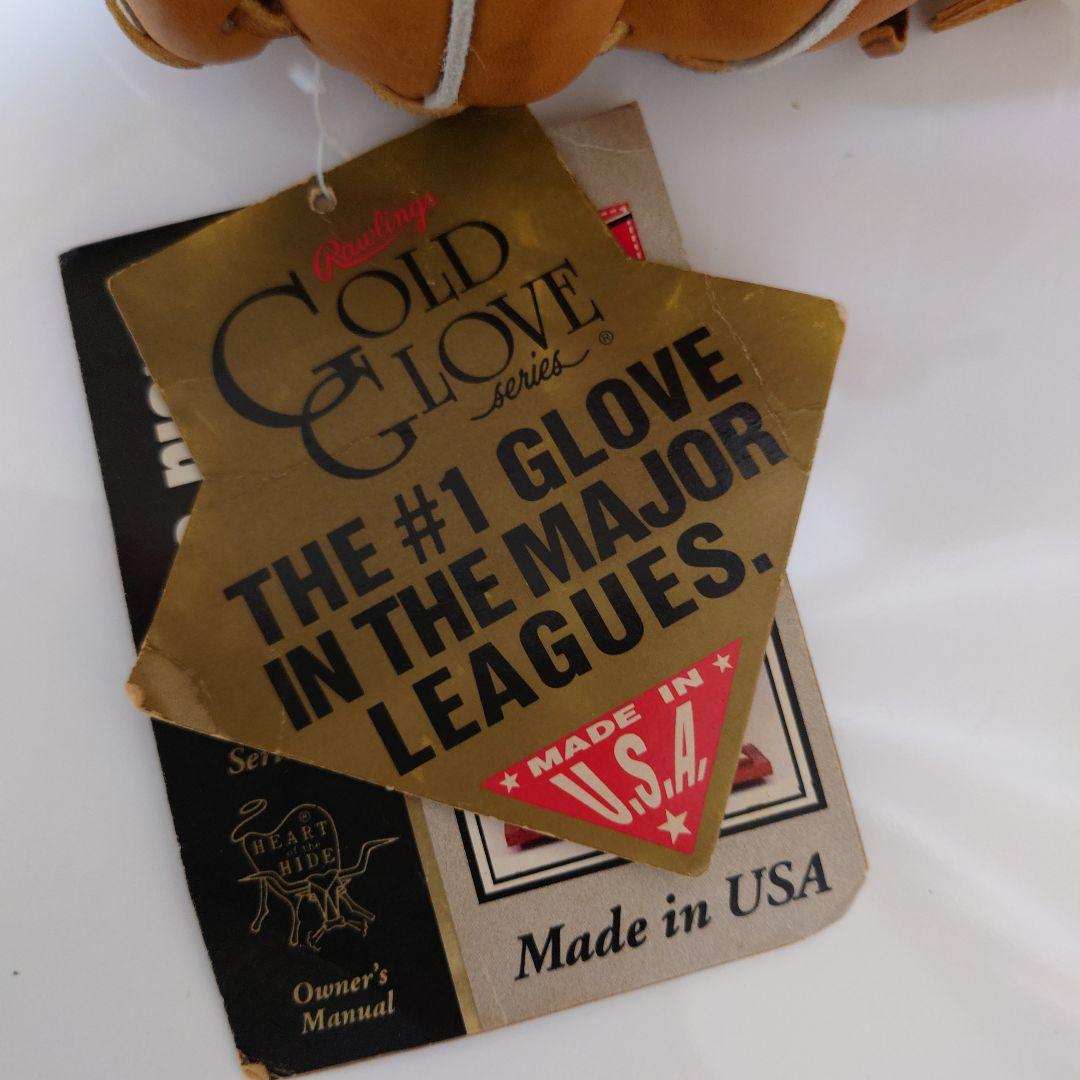 Rawlings
GOLD
GLOVE
series ®
THE #1 GLOVE
IN THE MAJOR
LEAGUES.
★ MADE IN ★
U.S.A.
★
®
HEART
of the
HIDE
Owner's
Manual
Made in USA